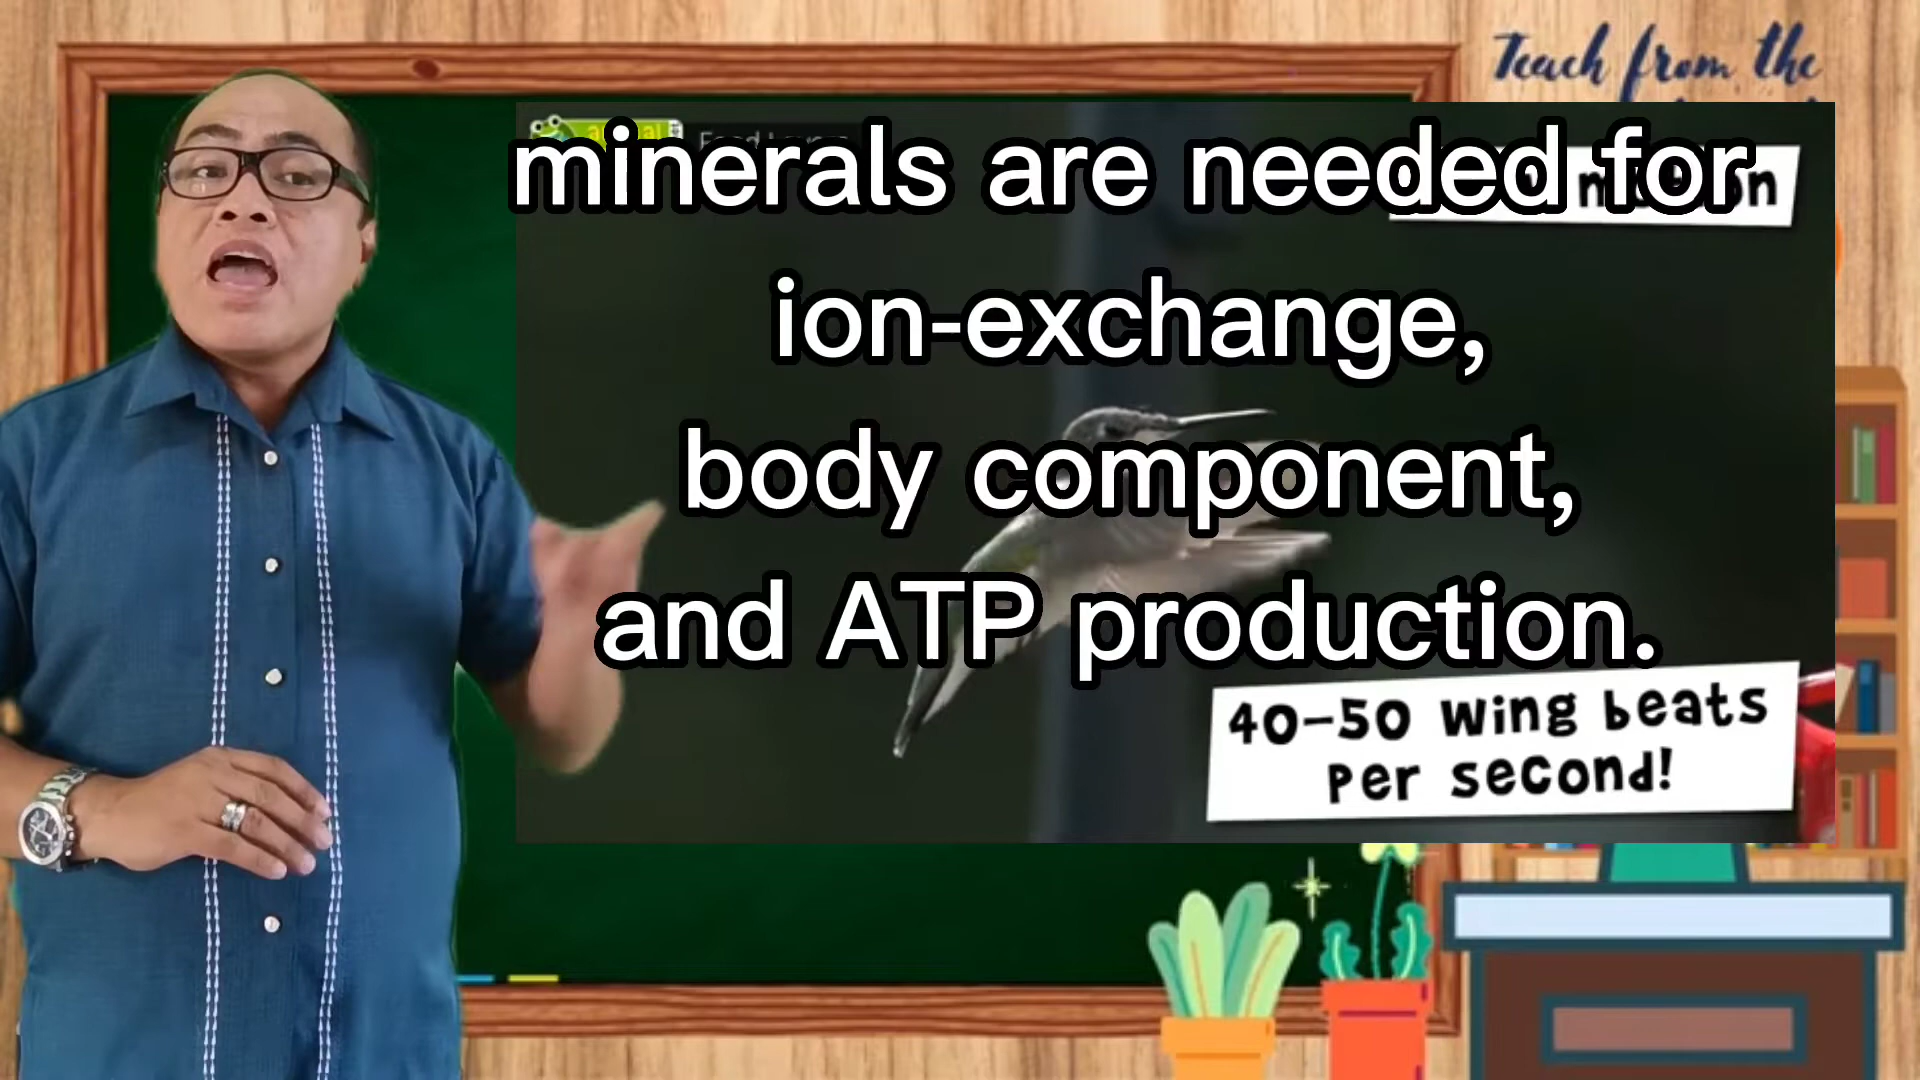 Teach from the
minerals are needed for
ion-exchange,
body component,
and ATP production.
40-50 wing beats
Per second!